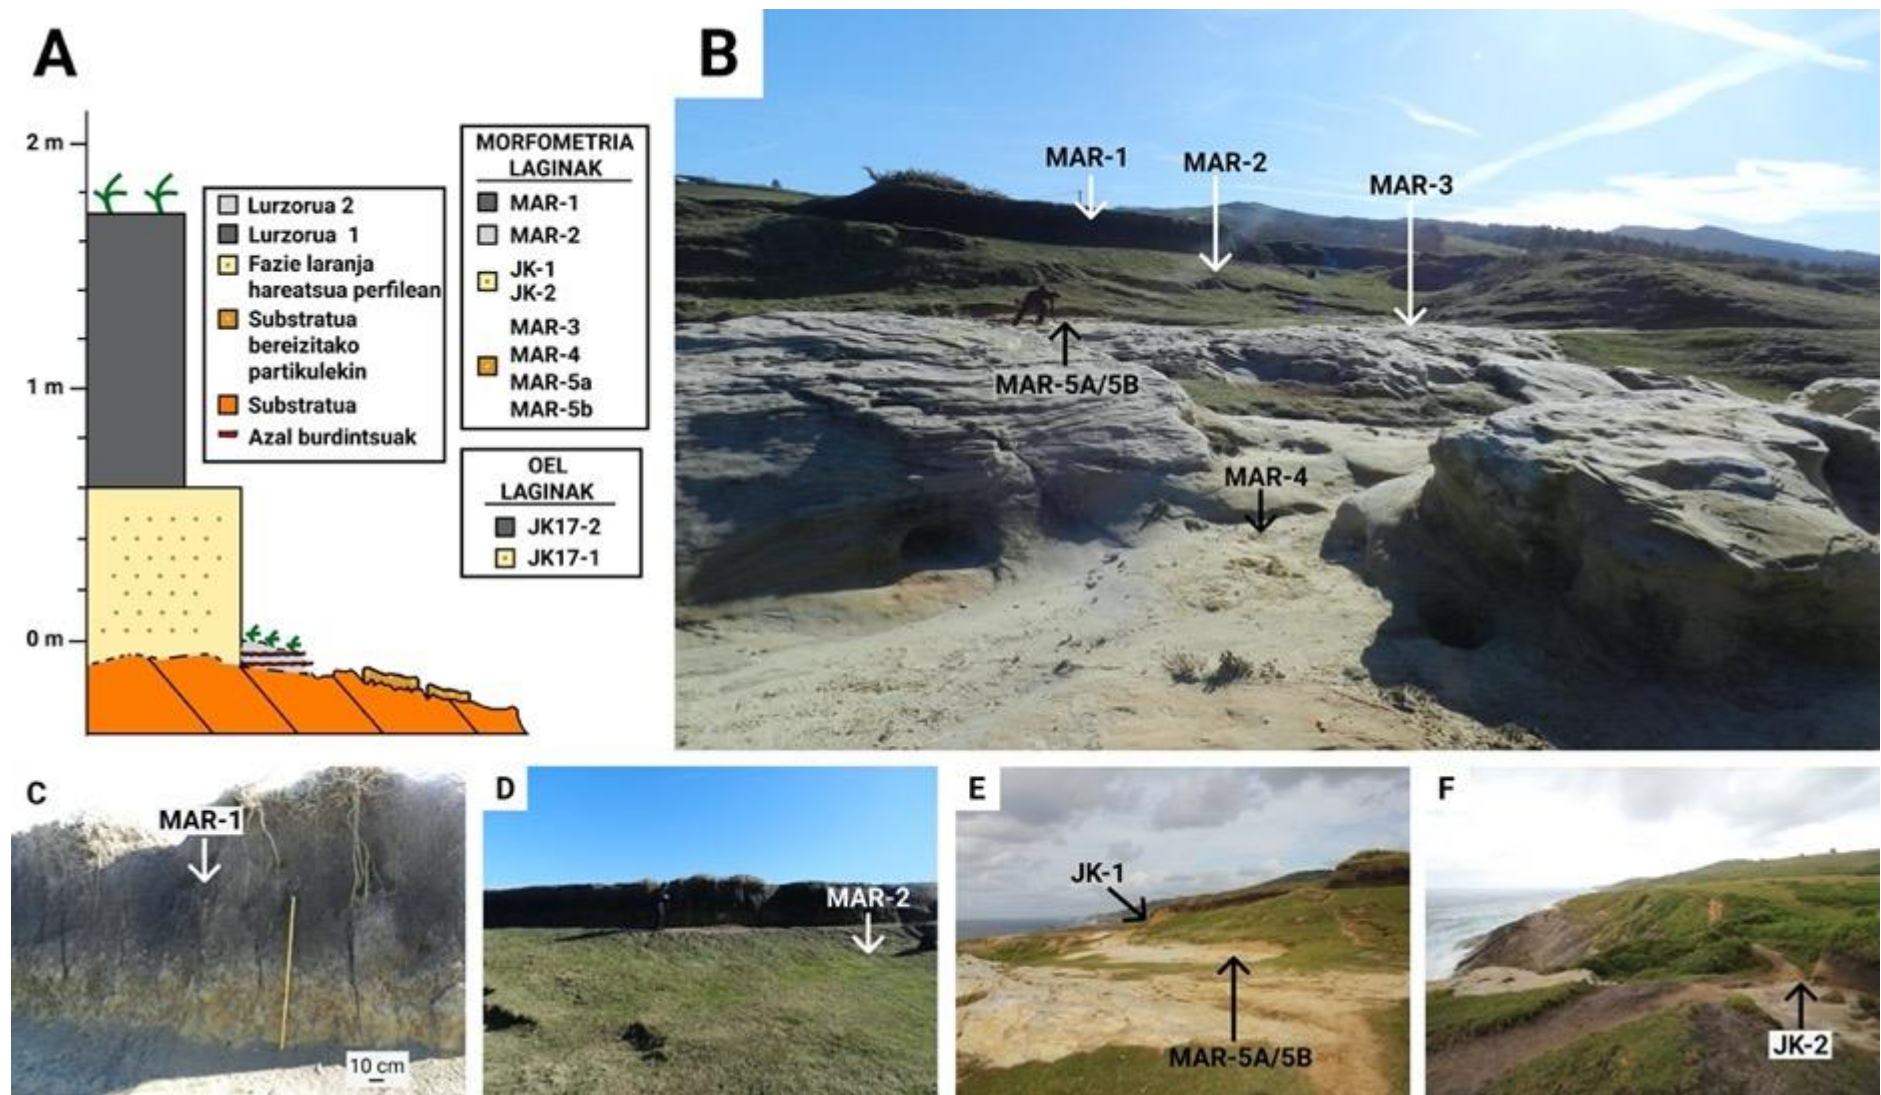 A
2 m
1 m
0 m
Lurzorua 2
Lurzorua 1
Fazie laranja
hareatsua perfilean
Substratua
bereizitako
partikulekin
Substratua
Azal burdintsuak
MORFOMETRIA
LAGINAK
MAR-1
MAR-2
JK-1
JK-2
MAR-3
MAR-4
MAR-5a
MAR-5b
OEL
LAGINAK
JK17-2
JK17-1
B
MAR-1
MAR-2
MAR-3
MAR-5A/5B
MAR-4
C
MAR-1
10 cm
D
MAR-2
E
JK-1
MAR-5A/5B
F
JK-2